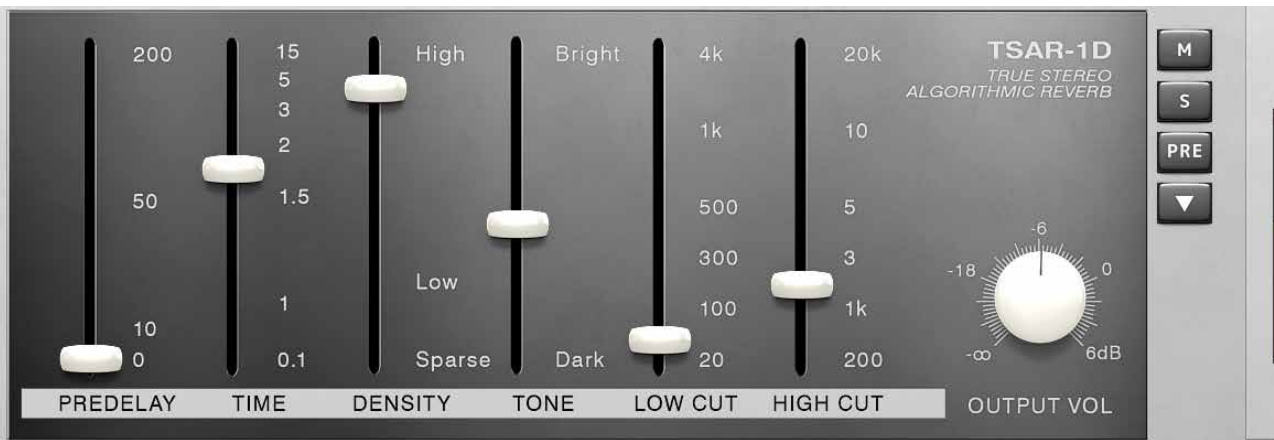 TSAR-1D
TRUE STEREO
ALGORITHMIC REVERB
200
50
10
0
PREDELAY
15
5
3
2
1.5
1
0.1
TIME
High
Low
Sparse
DENSITY
Bright
Dark
TONE
4k
1k
500
300
100
20
LOW CUT
20k
10
5
3
1k
200
HIGH CUT
-6
-18
0
-∞
6dB
OUTPUT VOL
M
S
PRE